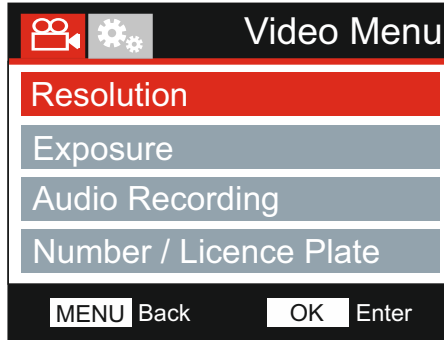 Video Menu
Resolution
Exposure
Audio Recording
Number / Licence Plate
MENU Back OK Enter